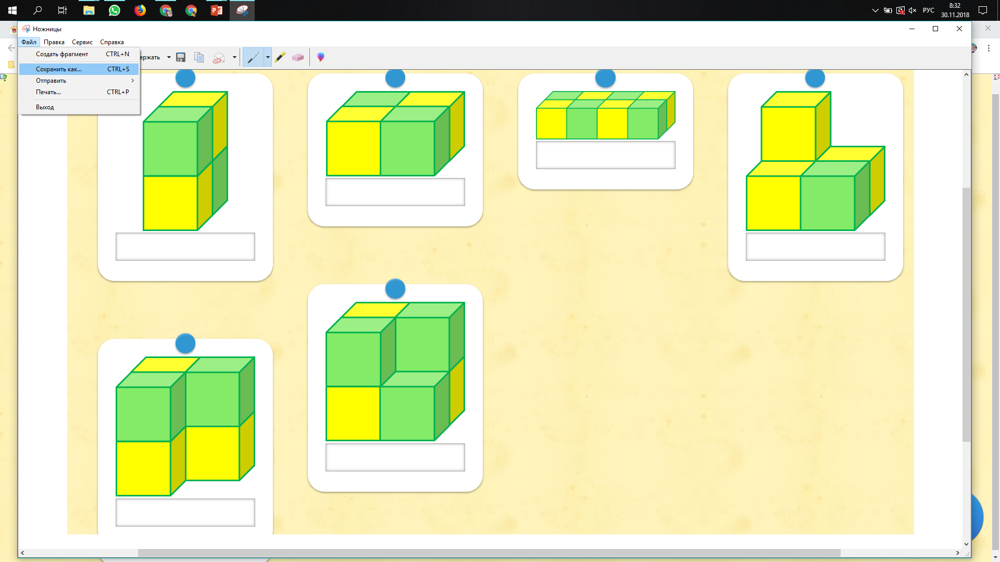 РУС
8:32
30.11.2018
Ножницы
Файл Правка Сервис Справка
Создать фрагмент CTRL+N
ержать
Сохранить как... CTRL+S
Отправить
Печать... CTRL+P
Выход